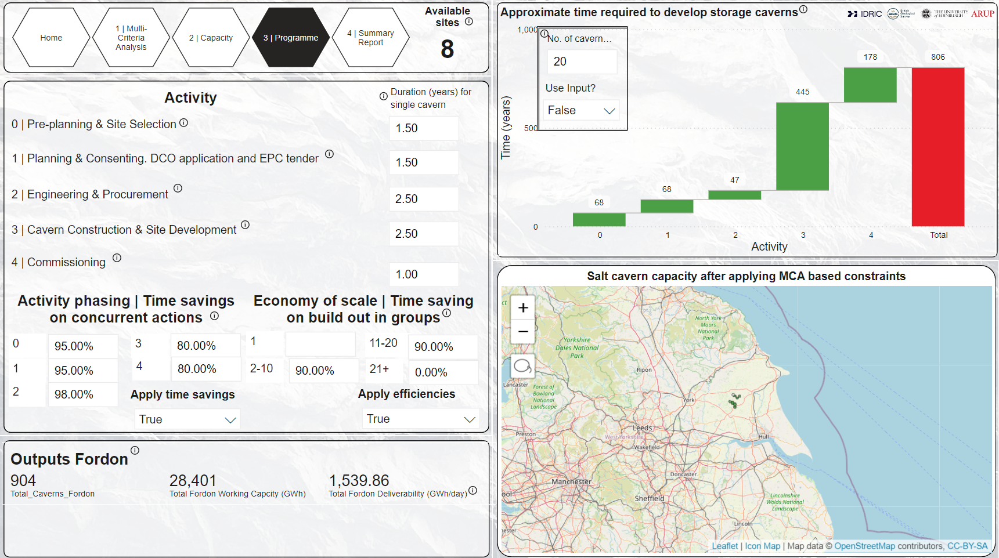 Home
1 | Multi-
Criteria
Analysis
2 | Capacity
3 | Programme
4 | Summary
Report
Available
sites
8
Activity
Duration (years) for
single cavern
0 | Pre-planning & Site Selection
1.50
1 | Planning & Consenting. DCO application and EPC tender
1.50
2 | Engineering & Procurement
2.50
3 | Cavern Construction & Site Development
2.50
4 | Commissioning
1.00
Activity phasing | Time savings
on concurrent actions
0
95.00%
3
80.00%
1
95.00%
4
80.00%
2
98.00%
Apply time savings
True
Economy of scale | Time saving
on build out in groups
1
11-20
90.00%
2-10
90.00%
21+
0.00%
Apply efficiencies
True
Outputs Fordon
904
Total_Caverns_Fordon
28,401
Total Fordon Working Capcity (GWh)
1,539.86
Total Fordon Deliverability (GWh/day)
Approximate time required to develop storage caverns
IDRIC
BGS
British
Geological
Survey
THE UNIVERSITY
of EDINBURGH
ARUP
No. of cavern...
20
Use Input?
False
Time (years)
1,000
500
0
68
68
47
445
178
806
0
1
2
3
4
Total
Activity
Salt cavern capacity after applying MCA based constraints
+
−
North York
Moors
National
Park
Yorkshire
Dales National
Park
Ripon
Lancaster
Forest of
Bowland
National
Landscape
York
Leeds
Preston
West Yorkshire
Hull
Wakefield
Doncaster
Manchester
Sheffield
Lincolnshire
Wolds National
Landscape
Lincoln
Leaflet | Icon Map | Map data © OpenStreetMap contributors, CC-BY-SA